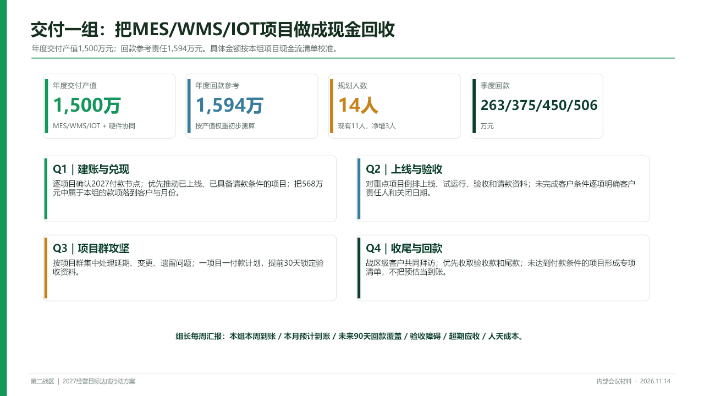 交付一组：把MES/WMS/IOT项目做成现金回收
年度交付产值1,500万元；回款参考责任1,594万元。具体金额按本组项目现金流清单校准。
年度交付产值
1,500万
MES/WMS/IOT + 硬件协同
年度回款参考
1,594万
按产值权重初步测算
规划人数
14人
现有11人，净增3人
季度回款
263/375/450/506
万元
Q1｜建账与兑现
逐项目确认2027付款节点；优先推动已上线、已具备请款条件的项目；把568万
元中属于本组的款项落到客户与月份。
Q2｜上线与验收
对重点项目倒排上线、试运行、验收和请款资料；未完成客户条件逐项明确客户
责任人和关闭日期。
Q3｜项目群攻坚
按项目群集中处理延期、变更、遗留问题；一项目一付款计划，提前30天锁定验
收资料。
Q4｜收尾与回款
战区级客户共同拜访，优先收取验收款和尾款；未达到付款条件的项目形成专项
清单，不把预估当到账。
组长每周汇报：本组本周到账 / 本月预计到账 / 未来90天回款覆盖 / 验收障碍 / 超期应收 / 人天成本。
第二战区｜2027经营目标达成行动方案
内部会议材料 · 2026.11.14